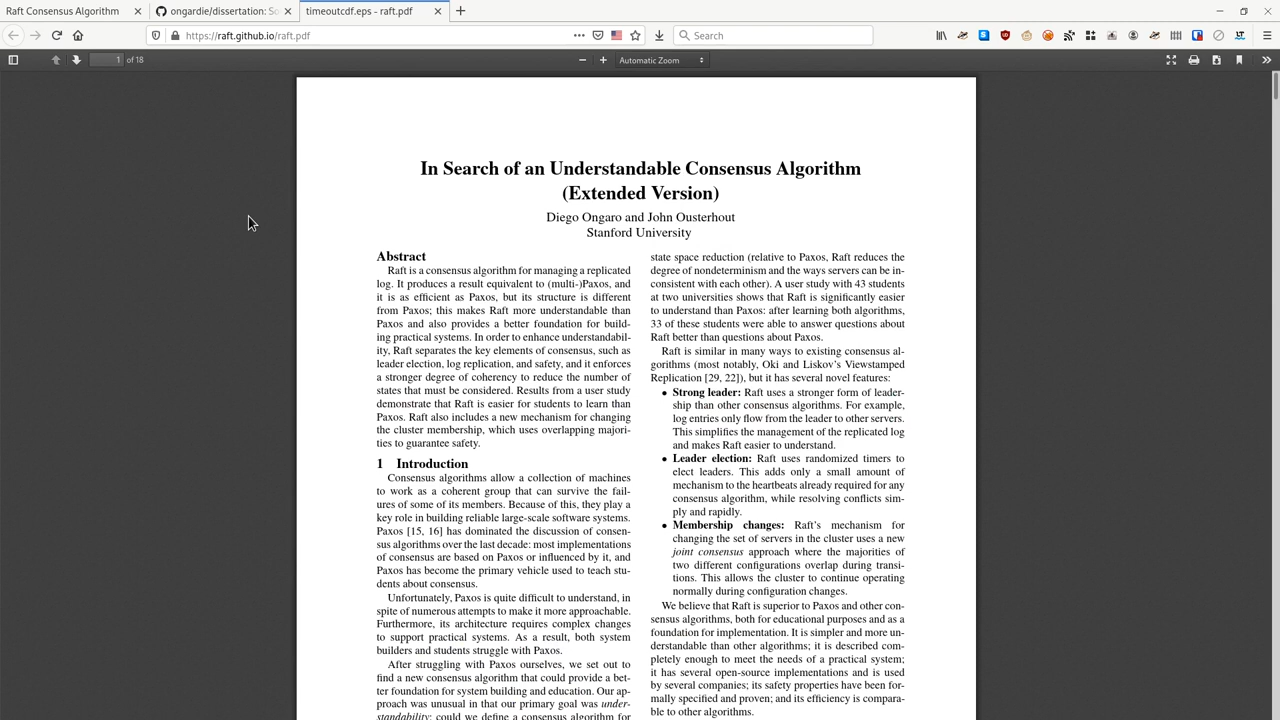 Raft Consensus Algorithm
ongardie/dissertation: So
timeoutcdf.eps - raft.pdf
https://raft.github.io/raft.pdf
Search
1 of 18
Automatic Zoom
In Search of an Understandable Consensus Algorithm
(Extended Version)
Diego Ongaro and John Ousterhout
Stanford University
Abstract
Raft is a consensus algorithm for managing a replicated
log. It produces a result equivalent to (multi-)Paxos, and
it is as efficient as Paxos, but its structure is different
from Paxos; this makes Raft more understandable than
Paxos and also provides a better foundation for build-
ing practical systems. In order to enhance understandabil-
ity, Raft separates the key elements of consensus, such as
leader election, log replication, and safety, and it enforces
a stronger degree of coherency to reduce the number of
states that must be considered. Results from a user study
demonstrate that Raft is easier for students to learn than
Paxos. Raft also includes a new mechanism for changing
the cluster membership, which uses overlapping majori-
ties to guarantee safety.
1 Introduction
Consensus algorithms allow a collection of machines
to work as a coherent group that can survive the fail-
ures of some of its members. Because of this, they play a
key role in building reliable large-scale software systems.
Paxos [15, 16] has dominated the discussion of consen-
sus algorithms over the last decade: most implementations
of consensus are based on Paxos or influenced by it, and
Paxos has become the primary vehicle used to teach stu-
dents about consensus.
Unfortunately, Paxos is quite difficult to understand, in
spite of numerous attempts to make it more approachable.
Furthermore, its architecture requires complex changes
to support practical systems. As a result, both system
builders and students struggle with Paxos.
After struggling with Paxos ourselves, we set out to
find a new consensus algorithm that could provide a bet-
ter foundation for system building and education. Our ap-
proach was unusual in that our primary goal was under-
standability: could we define a consensus algorithm for
state space reduction (relative to Paxos, Raft reduces the
degree of nondeterminism and the ways servers can be in-
consistent with each other). A user study with 43 students
at two universities shows that Raft is significantly easier
to understand than Paxos: after learning both algorithms,
33 of these students were able to answer questions about
Raft better than questions about Paxos.
Raft is similar in many ways to existing consensus al-
gorithms (most notably, Oki and Liskov's Viewstamped
Replication [29, 22]), but it has several novel features:
• Strong leader: Raft uses a stronger form of leader-
ship than other consensus algorithms. For example,
log entries only flow from the leader to other servers.
This simplifies the management of the replicated log
and makes Raft easier to understand.
• Leader election: Raft uses randomized timers to
elect leaders. This adds only a small amount of
mechanism to the heartbeats already required for any
consensus algorithm, while resolving conflicts sim-
ply and rapidly.
• Membership changes: Raft's mechanism for
changing the set of servers in the cluster uses a new
joint consensus approach where the majorities of
two different configurations overlap during transi-
tions. This allows the cluster to continue operating
normally during configuration changes.
We believe that Raft is superior to Paxos and other con-
sensus algorithms, both for educational purposes and as a
foundation for implementation. It is simpler and more un-
derstandable than other algorithms; it is described com-
pletely enough to meet the needs of a practical system;
it has several open-source implementations and is used
by several companies; its safety properties have been for-
mally specified and proven; and its efficiency is compara-
ble to other algorithms.